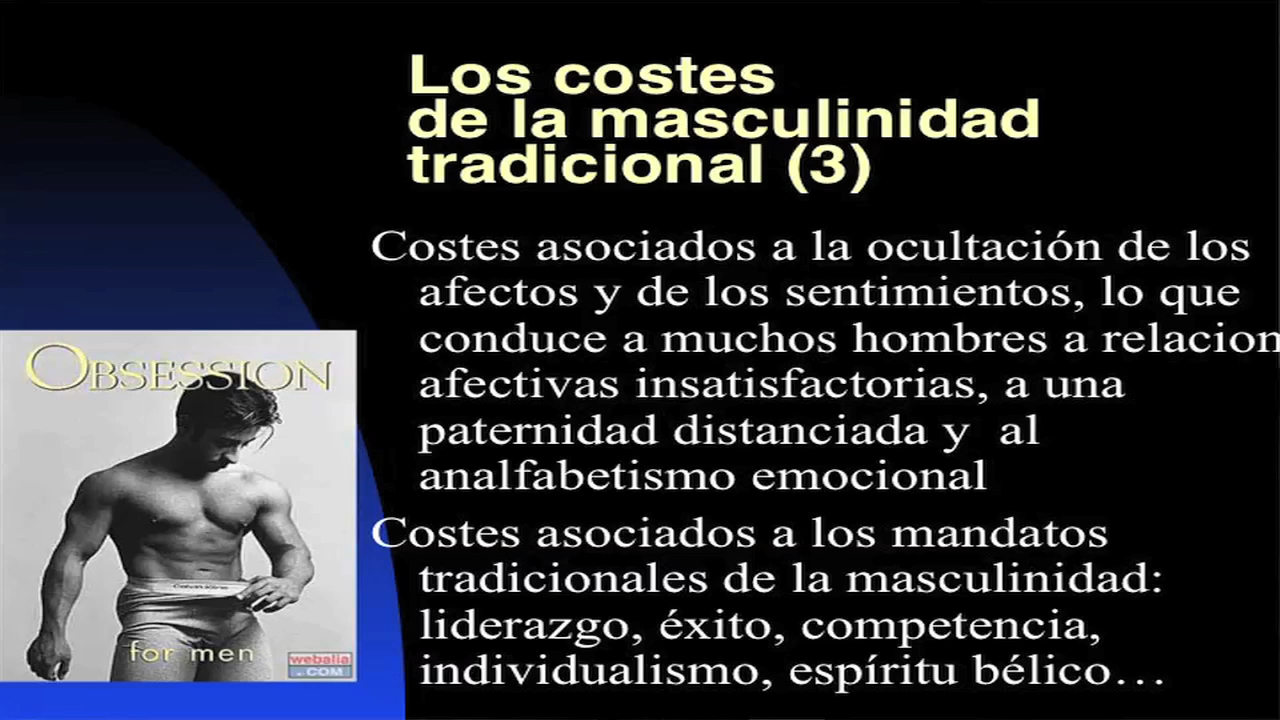 Los costes
de la masculinidad
tradicional (3)
Costes asociados a la ocultación de los
afectos y de los sentimientos, lo que
conduce a muchos hombres a relacion
afectivas insatisfactorias, a una
paternidad distanciada y al
analfabetismo emocional
Costes asociados a los mandatos
tradicionales de la masculinidad:
liderazgo, éxito, competencia,
individualismo, espíritu bélico…
OBSESSION
Calvin Klein
for men
webalia
.COM